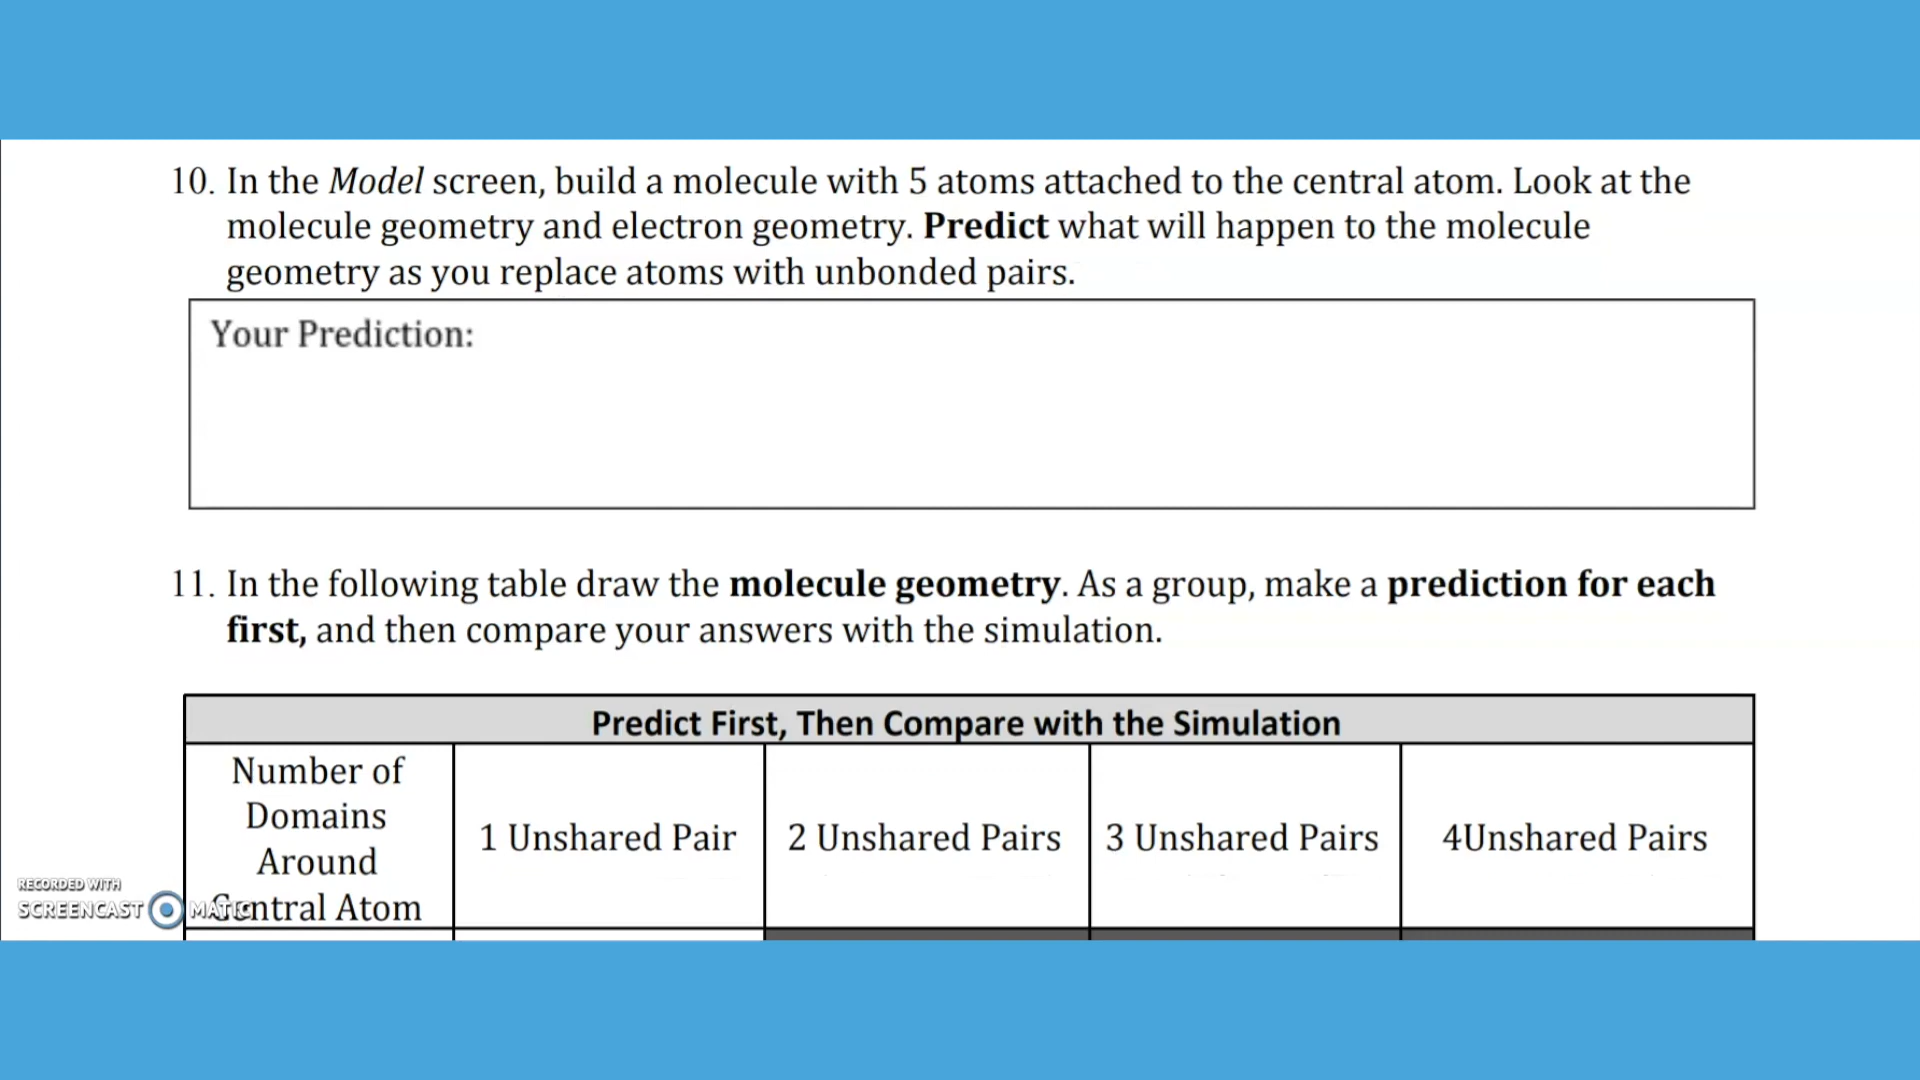 10. In the Model screen, build a molecule with 5 atoms attached to the central atom. Look at the
molecule geometry and electron geometry. Predict what will happen to the molecule
geometry as you replace atoms with unbonded pairs.
Your Prediction:
11. In the following table draw the molecule geometry. As a group, make a prediction for each
first, and then compare your answers with the simulation.
Predict First, Then Compare with the Simulation
Number of
Domains
Around
Central Atom
1 Unshared Pair
2 Unshared Pairs
3 Unshared Pairs
4Unshared Pairs
RECORDED WITH
SCREENCAST MATIC